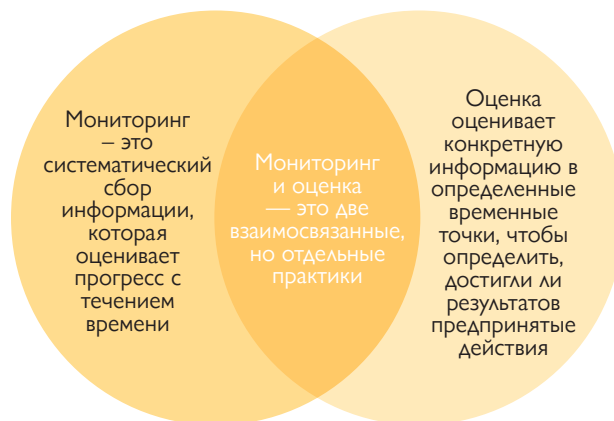 Мониторинг
– это
систематический
сбор
информации,
которая
оценивает
прогресс с
течением
времени
Мониторинг
и оценка
— это две
взаимосвязанные,
но отдельные
практики
Оценка
оценивает
конкретную
информацию в
определенные
временные
точки, чтобы
определить,
достигли ли
результатов
предпринятые
действия